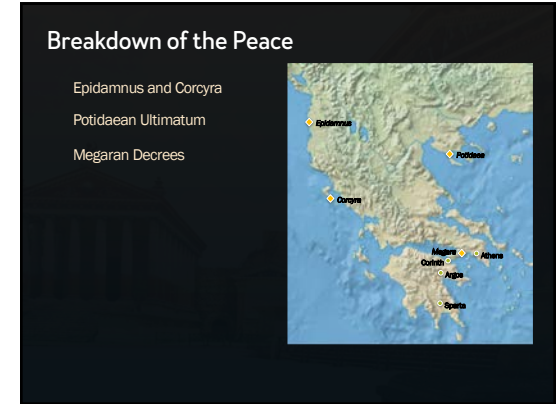 Breakdown of the Peace
Epidamnus and Corcyra
Potidaean Ultimatum
Megaran Decrees
Epidamnus
Potidaea
Corcyra
Megara
Athens
Corinth
Argos
Sparta